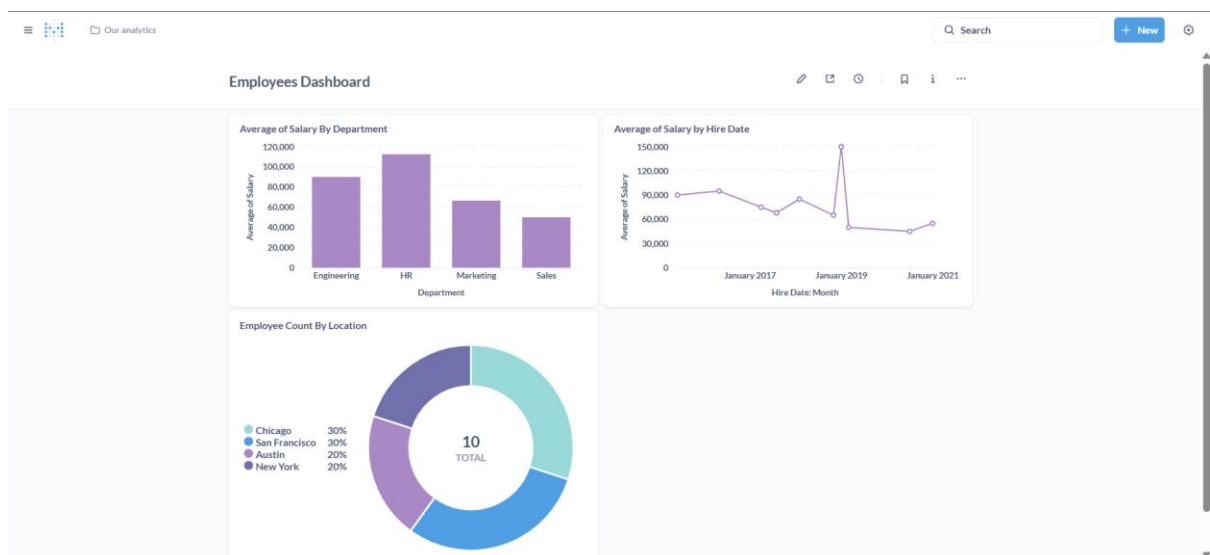 Our analytics
Search
+ New
Employees Dashboard
Average of Salary By Department
120,000
100,000
80,000
60,000
40,000
20,000
0
Average of Salary
Engineering HR Marketing Sales
Department
Average of Salary by Hire Date
150,000
120,000
90,000
60,000
30,000
0
Average of Salary
January 2017 January 2019 January 2021
Hire Date: Month
Employee Count By Location
Chicago 30%
San Francisco 30%
Austin 20%
New York 20%
10
TOTAL